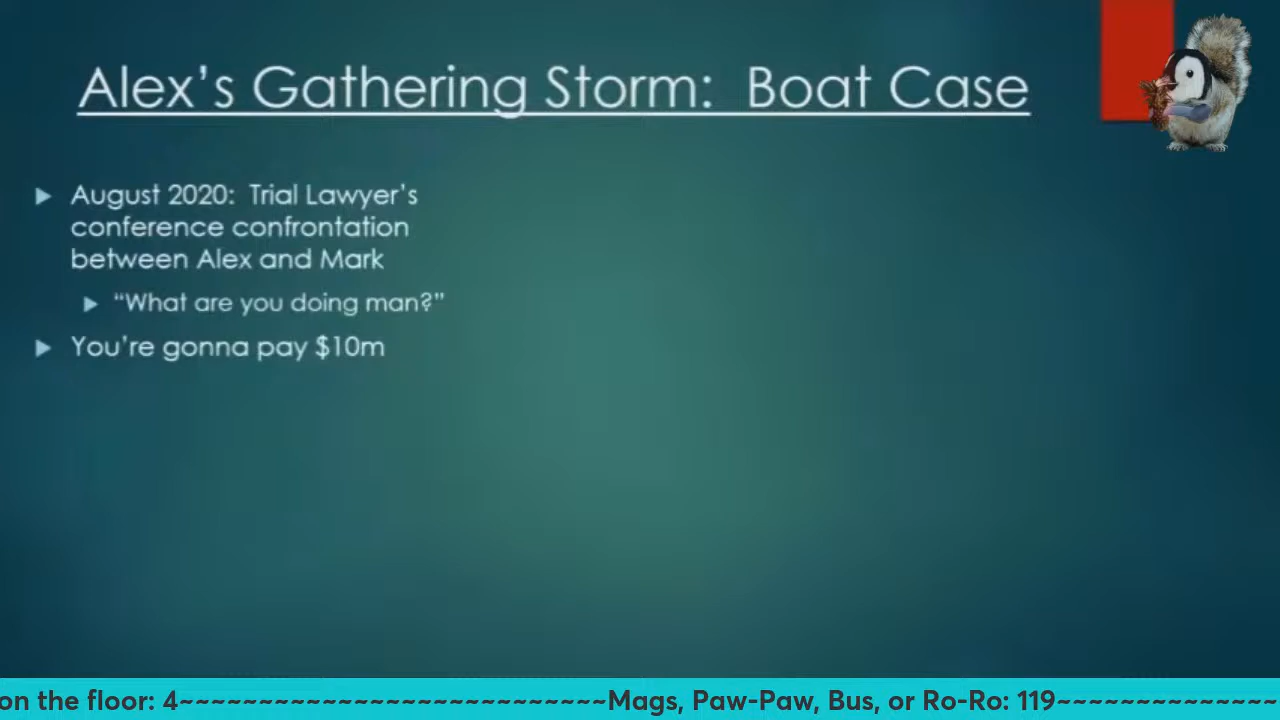 Alex’s Gathering Storm:  Boat Case
August 2020:  Trial Lawyer’s
conference confrontation
between Alex and Mark
“What are you doing man?”
You’re gonna pay $10m
on the floor: 4~~~~~~~~~~~~~~~~~~~~~~~~~~~Mags, Paw-Paw, Bus, or Ro-Ro: 119~~~~~~~~~~~~~~